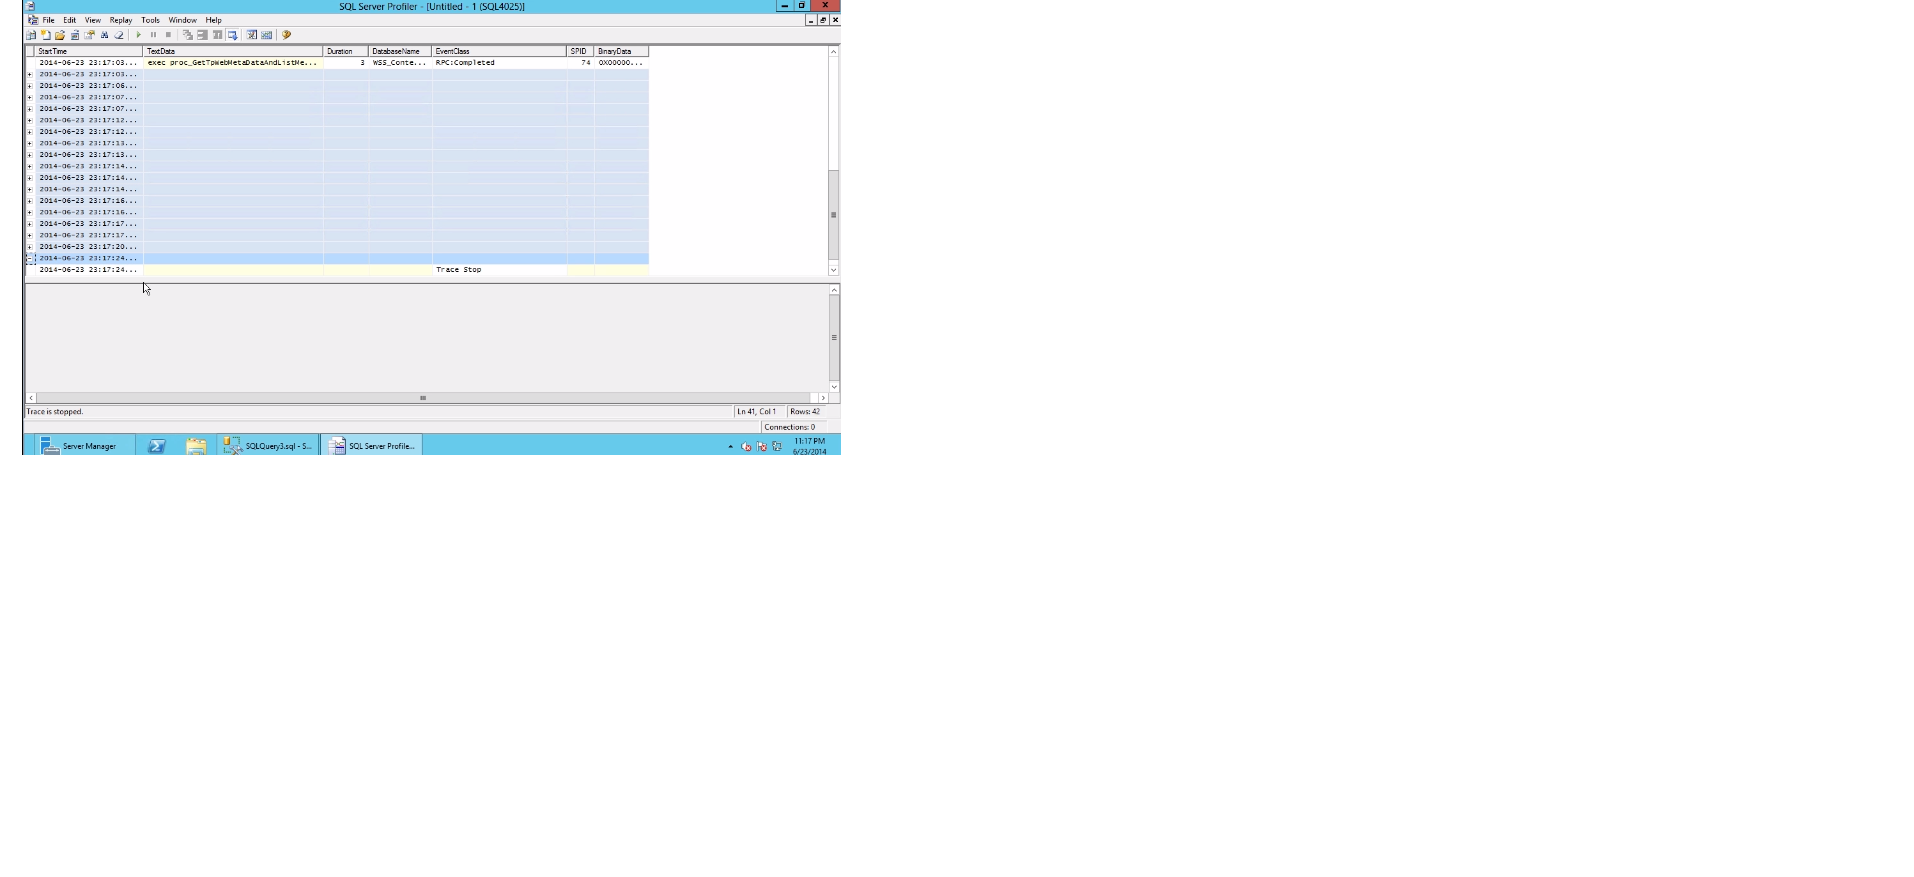 SQL Server Profiler - [Untitled - 1 (SQL4025)]
File Edit View Replay Tools Window Help
StartTime TextData Duration DatabaseName EventClass SPID BinaryData
2014-06-23 23:17:03... exec proc_GetTpWebMetaDataAndListMe... 3 WSS_Conte... RPC:Completed 74 0X00000...
2014-06-23 23:17:03...
2014-06-23 23:17:06...
2014-06-23 23:17:07...
2014-06-23 23:17:07...
2014-06-23 23:17:12...
2014-06-23 23:17:12...
2014-06-23 23:17:13...
2014-06-23 23:17:13...
2014-06-23 23:17:14...
2014-06-23 23:17:14...
2014-06-23 23:17:14...
2014-06-23 23:17:16...
2014-06-23 23:17:16...
2014-06-23 23:17:17...
2014-06-23 23:17:17...
2014-06-23 23:17:20...
2014-06-23 23:17:24...
2014-06-23 23:17:24... Trace Stop
Trace is stopped. Ln 41, Col 1 Rows: 42
Connections: 0
Server Manager SQLQuery3.sql - S... SQL Server Profile... 11:17 PM
6/23/2014